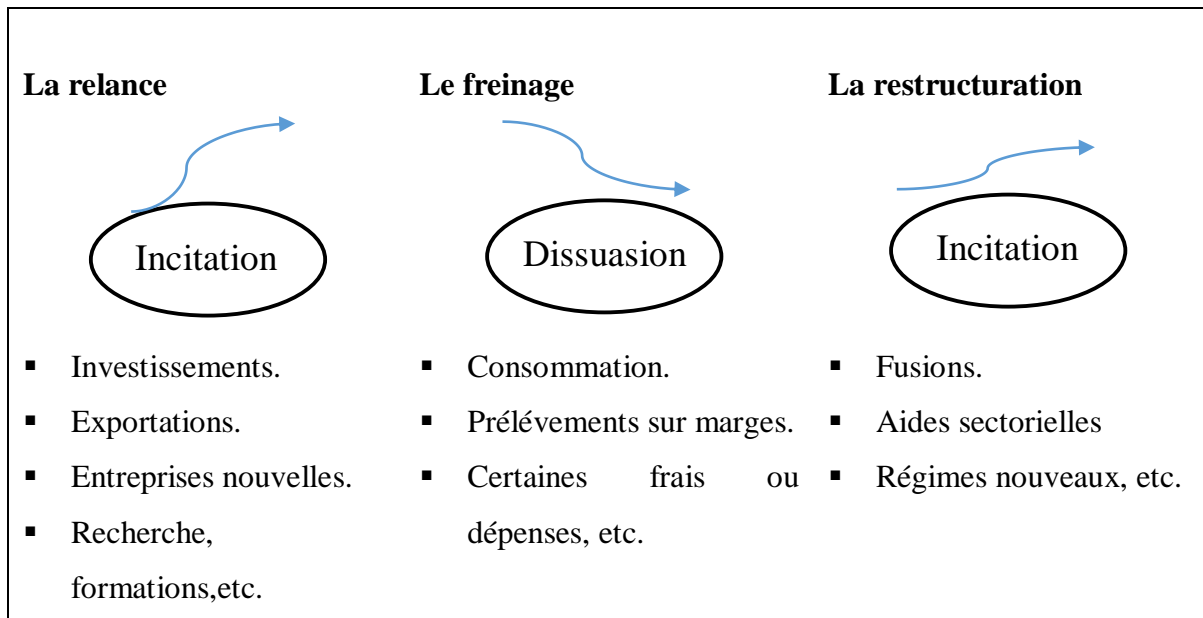 La relance
Incitation
▪ Investissements.
▪ Exportations.
▪ Entreprises nouvelles.
▪ Recherche,
formations,etc.
Le freinage
Dissuasion
▪ Consommation.
▪ Prélévements sur marges.
▪ Certaines frais ou
dépenses, etc.
La restructuration
Incitation
▪ Fusions.
▪ Aides sectorielles
▪ Régimes nouveaux, etc.